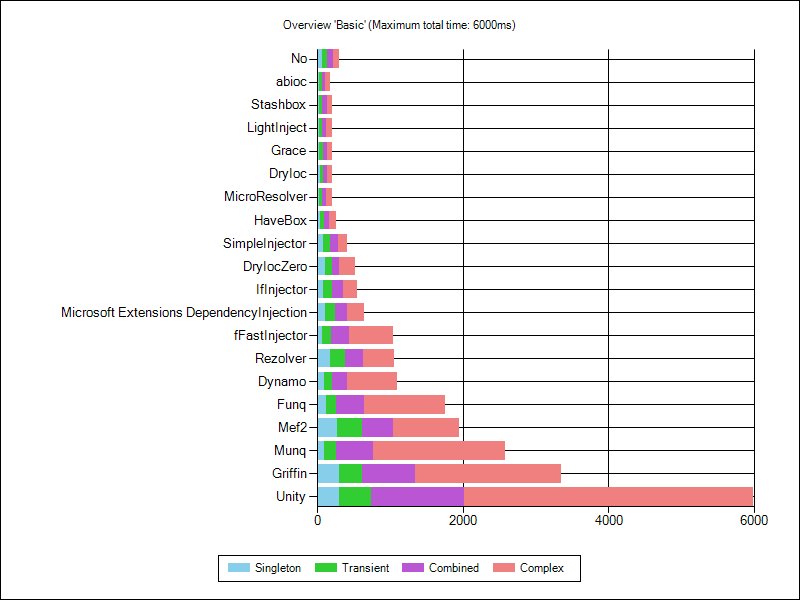 Overview 'Basic' (Maximum total time: 6000ms)
No
abioc
Stashbox
LightInject
Grace
DryIoc
MicroResolver
HaveBox
SimpleInjector
DryIocZero
IfInjector
Microsoft Extensions DependencyInjection
fFastInjector
Rezolver
Dynamo
Funq
Mef2
Munq
Griffin
Unity
0 2000 4000 6000
Singleton Transient Combined Complex